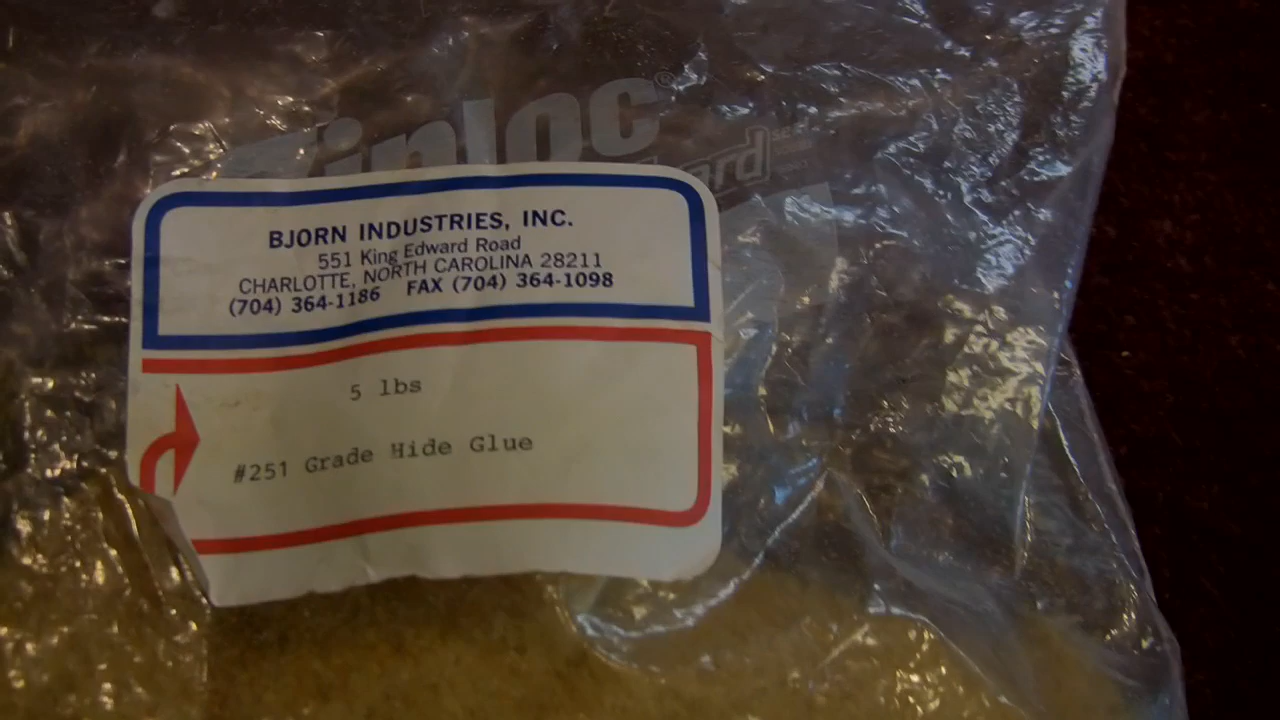 Ziploc®
BJORN INDUSTRIES, INC.
551 King Edward Road
CHARLOTTE, NORTH CAROLINA 28211
(704) 364-1186 FAX (704) 364-1098
5 lbs
#251 Grade Hide Glue